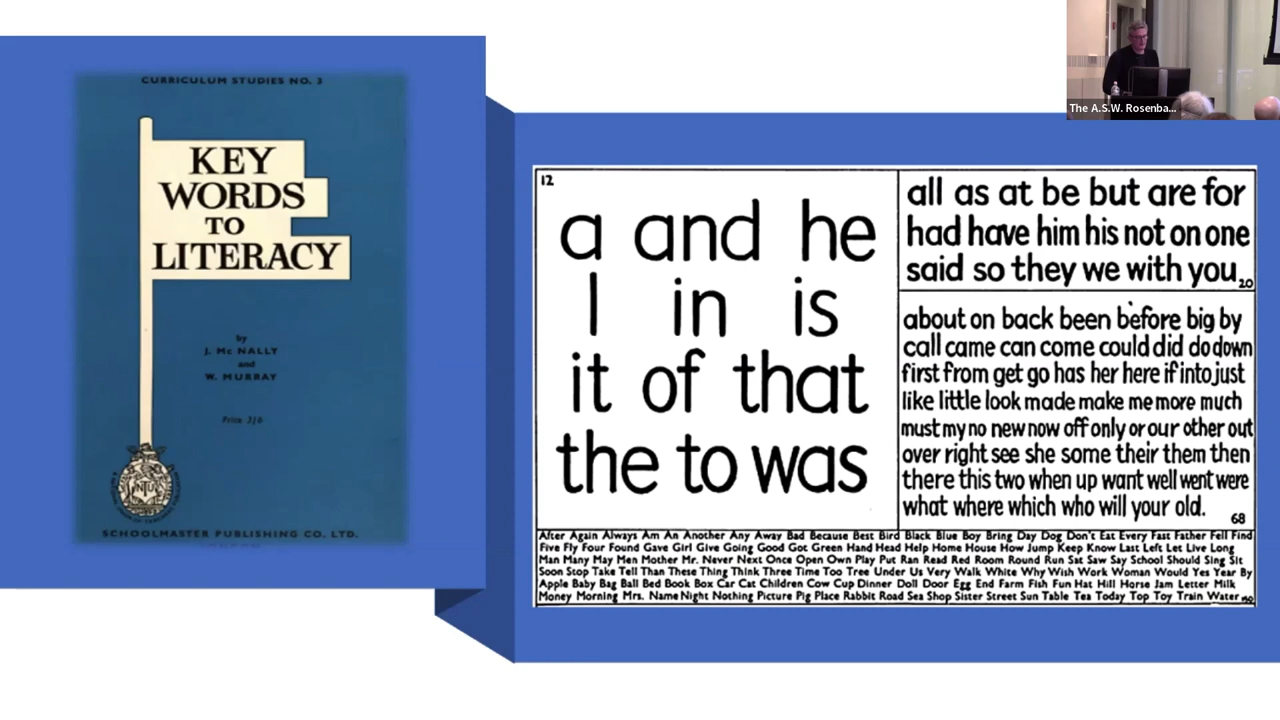 CURRICULUM STUDIES NO. 3
KEY
WORDS
TO
LITERACY
by
J. Mc NALLY
and
W. MURRAY
Price 3/6
NUT
SCHOOLMASTER PUBLISHING CO. LTD.
12
a and he
I in is
it of that
the to was
all as at be but are for
had have him his not on one
said so they we with you
20
about on back been before big by
call came can come could did do down
first from get go has her here if into just
like little look made make me more much
must my no new now off only or our other out
over right see she some their them then
there this two when up want well went were
what where which who will your old.
68
After Again Always Am An Another Any Away Bad Because Best Bird Black Blue Boy Bring Day Dog Don't Eat Every Fast Father Fell Find
Five Fly Four Found Gave Girl Give Going Good Got Green Hand Head Help Home House How Jump Keep Know Last Left Let Live Long
Man Many May Men Mother Mr. Never Next Once Open Own Play Put Ran Read Red Room Round Run Sat Saw Say School Should Sing Sit
Soon Stop Take Tell Than These Thing Think Three Time Too Tree Under Us Very Walk White Why Wish Work Woman Would Yes Year By
Apple Baby Bag Ball Bed Book Box Car Cat Children Cow Cup Dinner Doll Door Egg End Farm Fish Fun Hat Hill Horse Jam Letter Milk
Money Morning Mrs. Name Night Nothing Picture Pig Place Rabbit Road Sea Shop Sister Street Sun Table Tea Today Top Toy Train Water
The A.S.W. Rosenba...